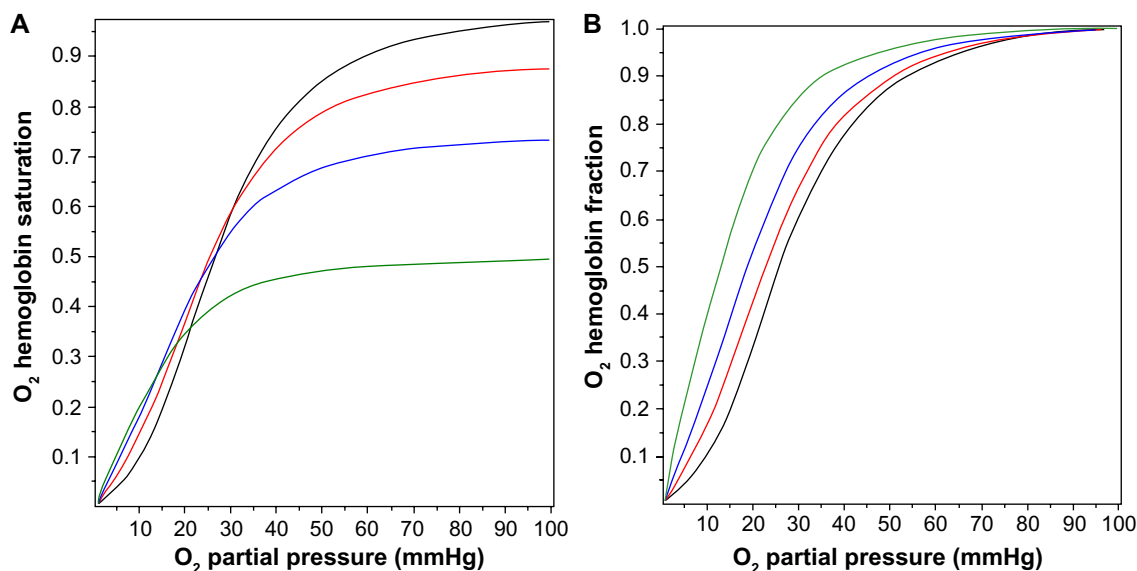 A
O₂ hemoglobin saturation
0.9
0.8
0.7
0.6
0.5
0.4
0.3
0.2
0.1
10 20 30 40 50 60 70 80 90 100
O₂ partial pressure (mmHg)
B
O₂ hemoglobin fraction
1.0
0.9
0.8
0.7
0.6
0.5
0.4
0.3
0.2
0.1
10 20 30 40 50 60 70 80 90 100
O₂ partial pressure (mmHg)